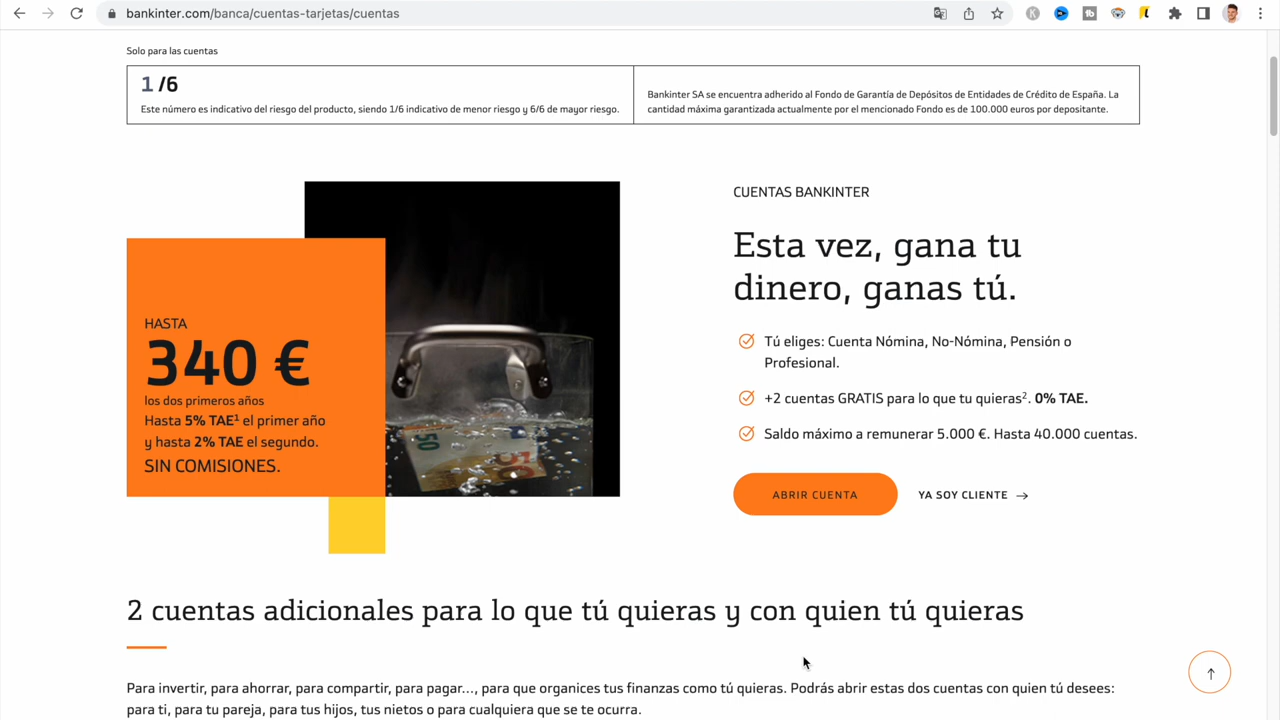 bankinter.com/banca/cuentas-tarjetas/cuentas
Solo para las cuentas
1 /6
Este número es indicativo del riesgo del producto, siendo 1/6 indicativo de menor riesgo y 6/6 de mayor riesgo.
Bankinter SA se encuentra adherido al Fondo de Garantía de Depósitos de Entidades de Crédito de España. La
cantidad máxima garantizada actualmente por el mencionado Fondo es de 100.000 euros por depositante.
HASTA
340 €
los dos primeros años
Hasta 5% TAE¹ el primer año
y hasta 2% TAE el segundo.
SIN COMISIONES.
50
50
CUENTAS BANKINTER
Esta vez, gana tu
dinero, ganas tú.
Tú eliges: Cuenta Nómina, No-Nómina, Pensión o
Profesional.
+2 cuentas GRATIS para lo que tu quieras². 0% TAE.
Saldo máximo a remunerar 5.000 €. Hasta 40.000 cuentas.
ABRIR CUENTA
YA SOY CLIENTE →
2 cuentas adicionales para lo que tú quieras y con quien tú quieras
Para invertir, para ahorrar, para compartir, para pagar..., para que organices tus finanzas como tú quieras. Podrás abrir estas dos cuentas con quien tú desees:
para ti, para tu pareja, para tus hijos, tus nietos o para cualquiera que se te ocurra.